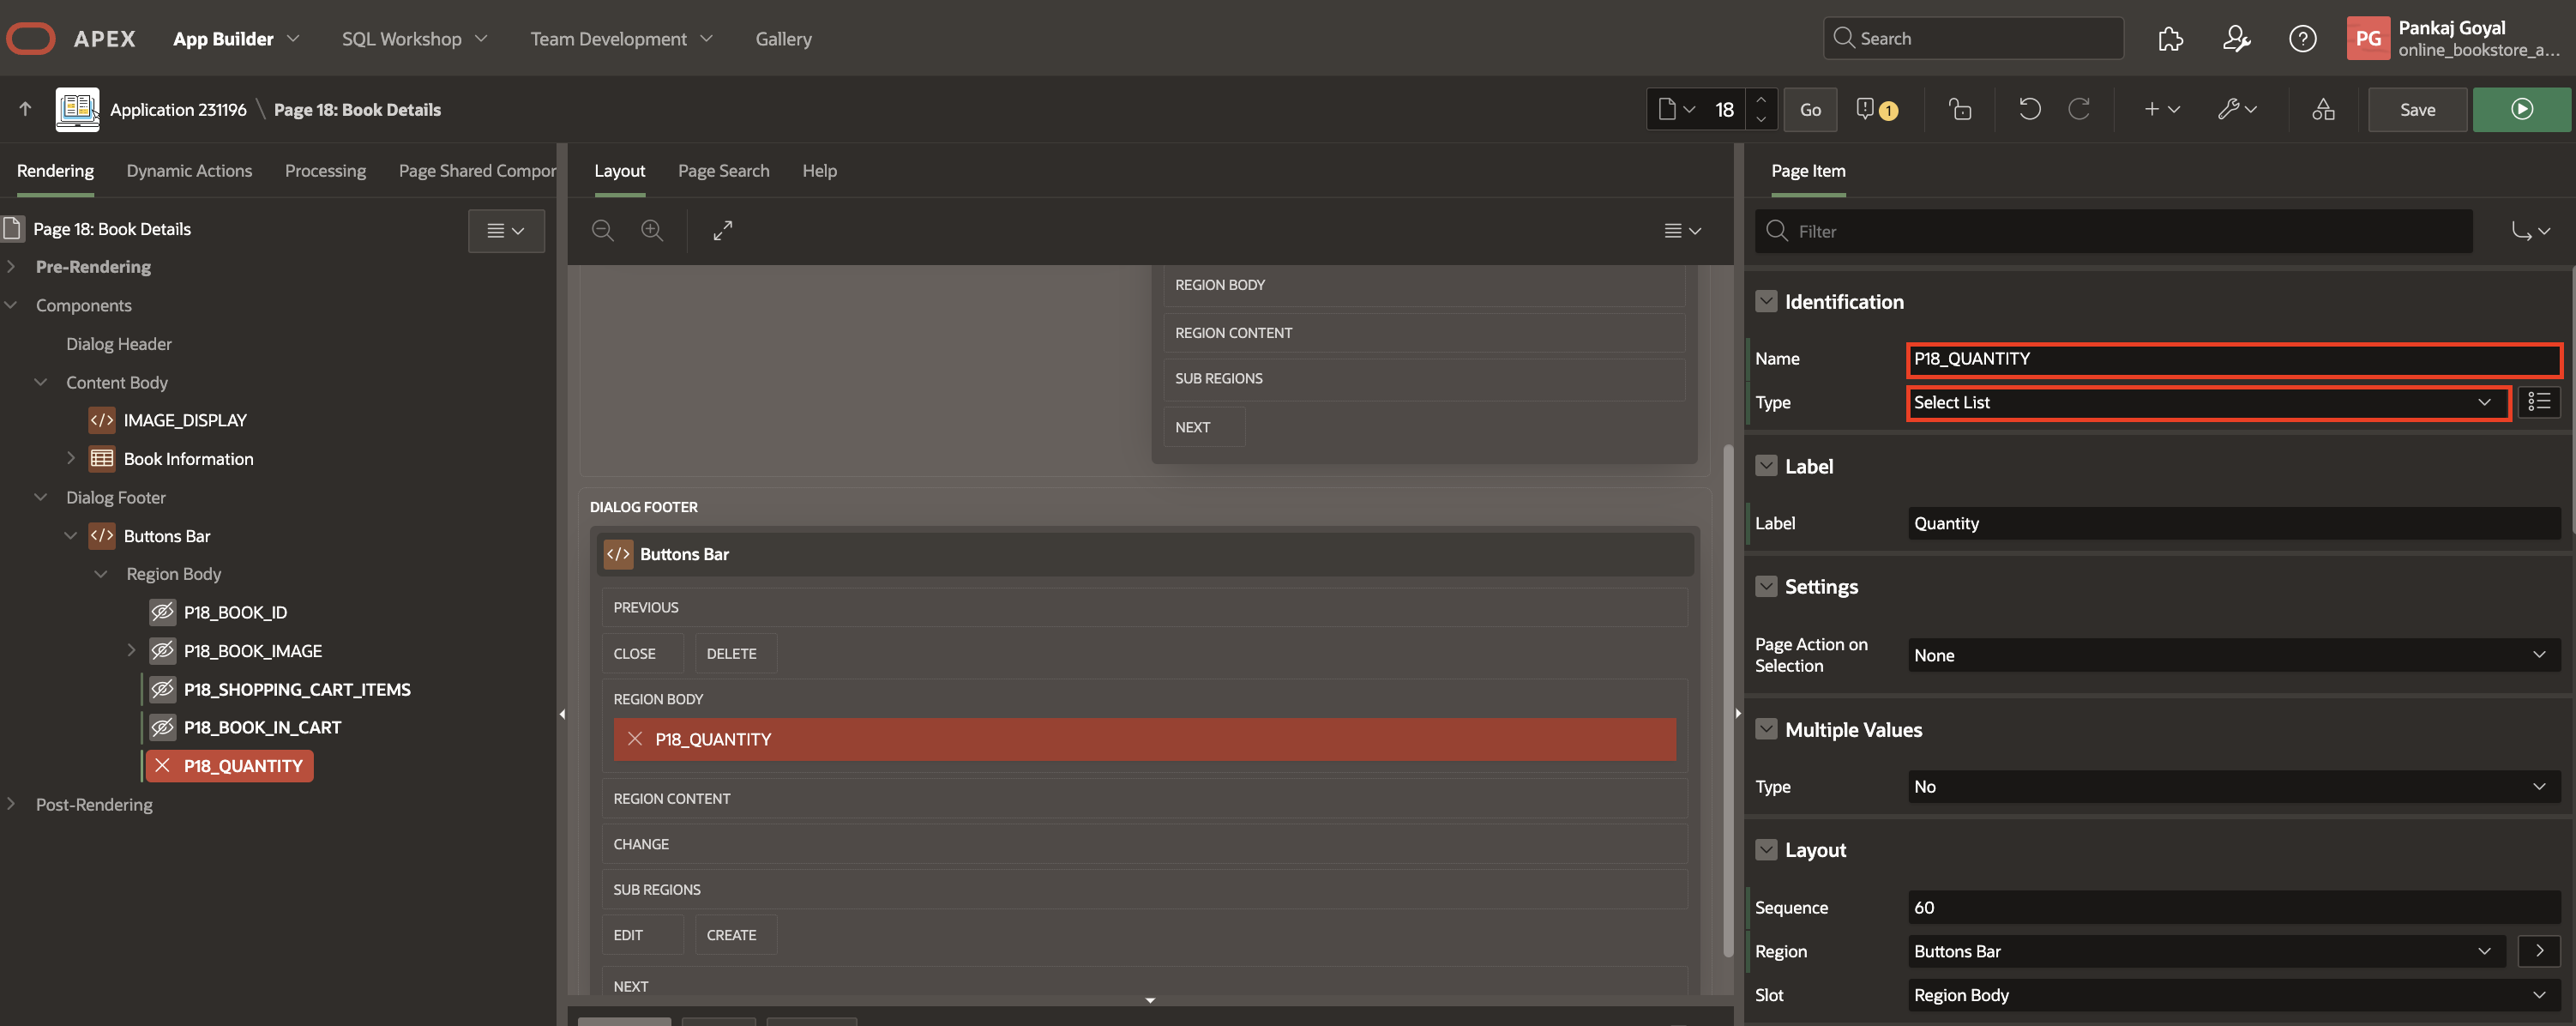 APEX App Builder SQL Workshop Team Development Gallery Search PG Pankaj Goyal
online_bookstore_a...
Application 231196 \ Page 18: Book Details 18 Go 1 Save
Rendering Dynamic Actions Processing Page Shared Compor
Page 18: Book Details
Pre-Rendering
Components
Dialog Header
Content Body
IMAGE_DISPLAY
Book Information
Dialog Footer
Buttons Bar
Region Body
P18_BOOK_ID
P18_BOOK_IMAGE
P18_SHOPPING_CART_ITEMS
P18_BOOK_IN_CART
P18_QUANTITY
Post-Rendering
Layout Page Search Help
REGION BODY
REGION CONTENT
SUB REGIONS
NEXT
DIALOG FOOTER
Buttons Bar
PREVIOUS
CLOSE DELETE
REGION BODY
P18_QUANTITY
REGION CONTENT
CHANGE
SUB REGIONS
EDIT CREATE
NEXT
Page Item
Filter
Identification
Name P18_QUANTITY
Type Select List
Label
Label Quantity
Settings
Page Action on
Selection None
Multiple Values
Type No
Layout
Sequence 60
Region Buttons Bar
Slot Region Body